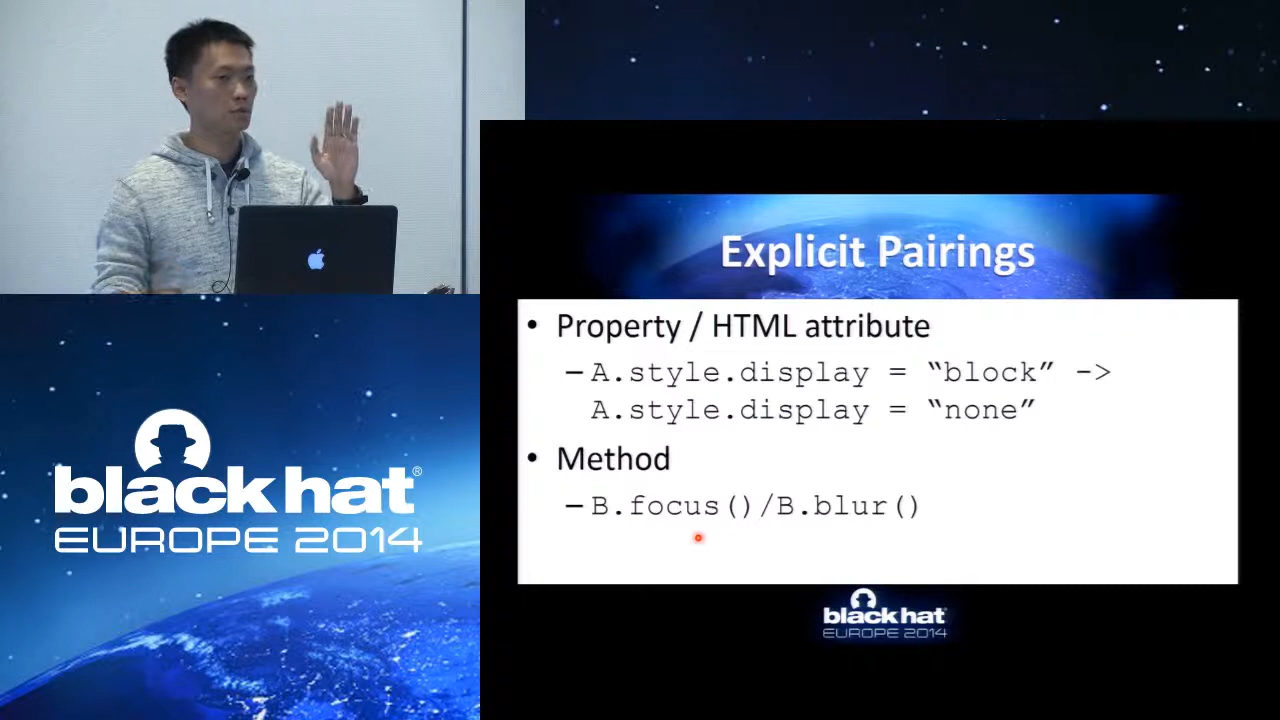 Explicit Pairings
• Property / HTML attribute
– A.style.display = “block” ->
A.style.display = “none”
• Method
– B.focus()/B.blur()
black hat
EUROPE 2014
black hat®
EUROPE 2014